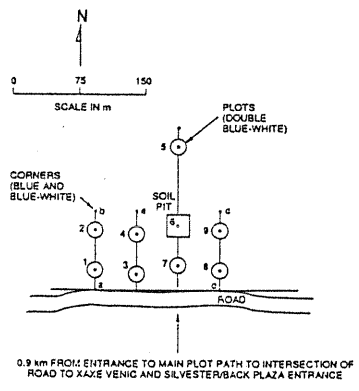 N
0 75 150
SCALE IN m
PLOTS
(DOUBLE
BLUE-WHITE)
5
CORNERS
(BLUE AND
BLUE-WHITE)
SOIL
PIT
b e d
2 4 6 9
1 3 7 8
a c
ROAD
0.9 km FROM ENTRANCE TO MAIN PLOT PATH TO INTERSECTION OF
ROAD TO XAXE VENIC AND SILVESTER/BACK PLAZA ENTRANCE